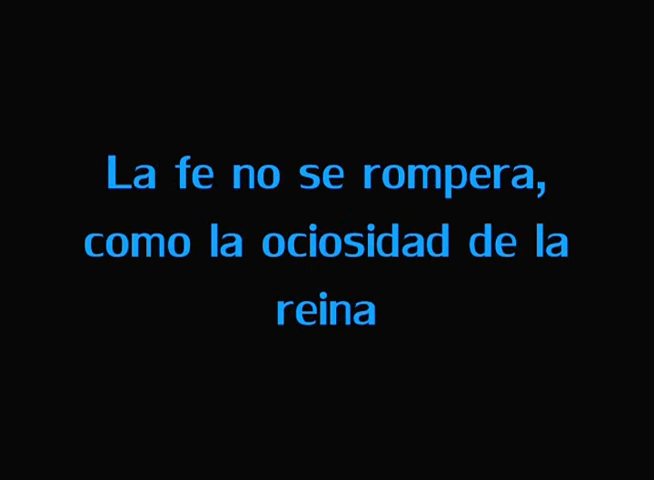 La fe no se rompera,
como la ociosidad de la
reina